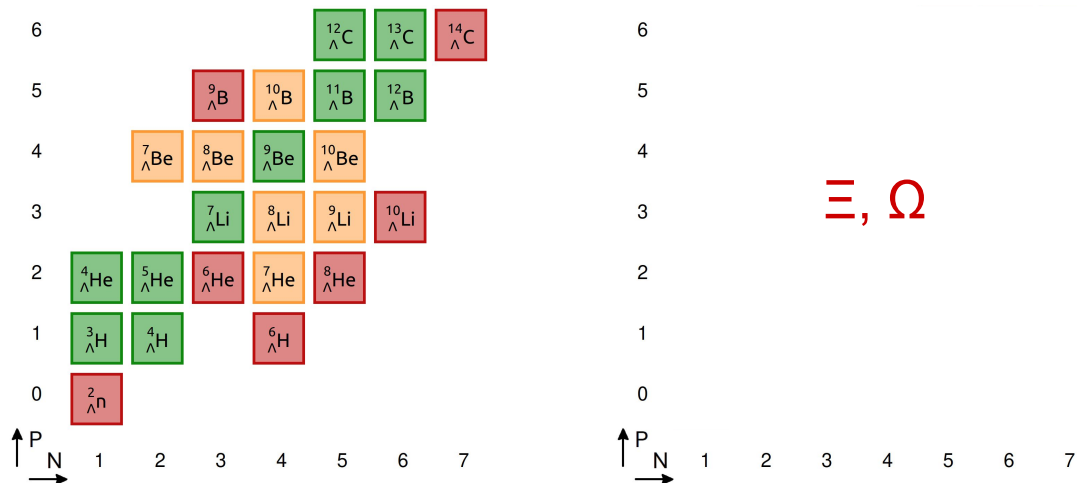 6 ¹²ΛC ¹³ΛC ¹⁴ΛC 6
5 ⁹ΛB ¹⁰ΛB ¹¹ΛB ¹²ΛB 5
4 ⁷ΛBe ⁸ΛBe ⁹ΛBe ¹⁰ΛBe 4
3 ⁷ΛLi ⁸ΛLi ⁹ΛLi ¹⁰ΛLi 3 Ξ, Ω
2 ⁴ΛHe ⁵ΛHe ⁶ΛHe ⁷ΛHe ⁸ΛHe 2
1 ³ΛH ⁴ΛH ⁶ΛH 1
0 ²Λn 0
P P
N 1 2 3 4 5 6 7 N 1 2 3 4 5 6 7